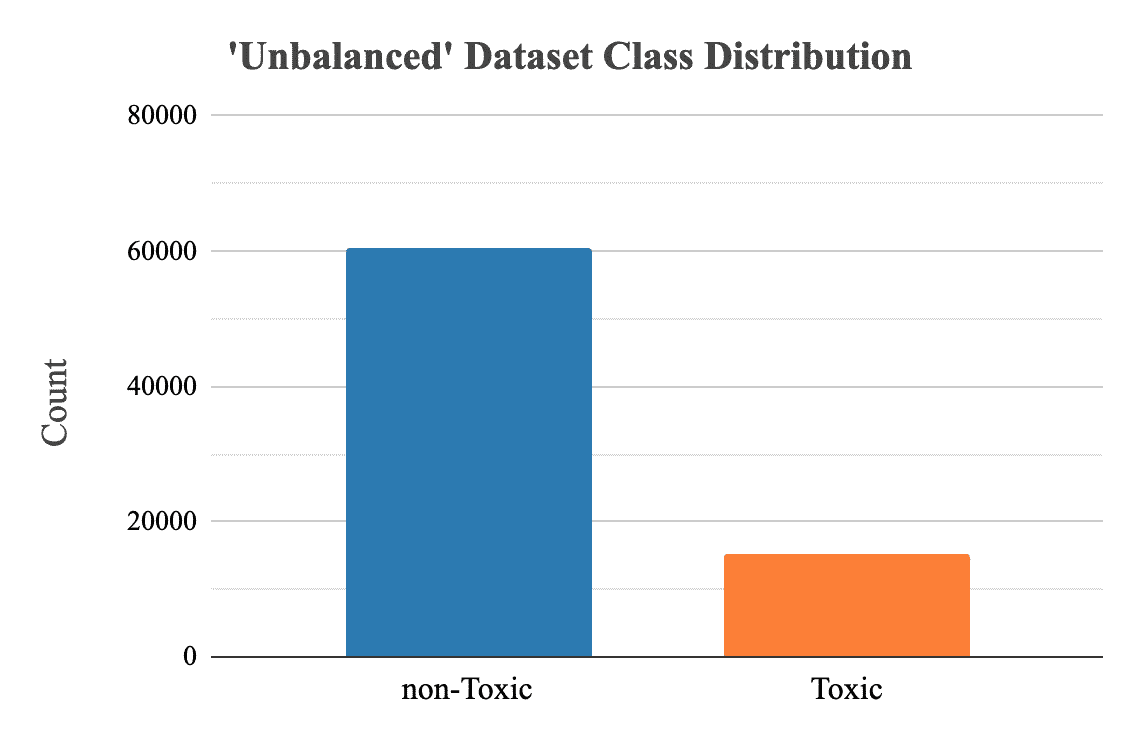 'Unbalanced' Dataset Class Distribution
80000
60000
40000
20000
0
Count
non-Toxic
Toxic